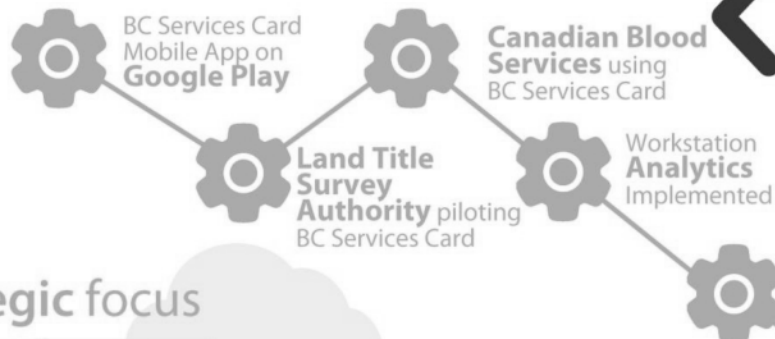 BC Services Card
Mobile App on
Google Play
Canadian Blood
Services using
BC Services Card
Land Title
Survey
Authority piloting
BC Services Card
Workstation
Analytics
Implemented
egic focus